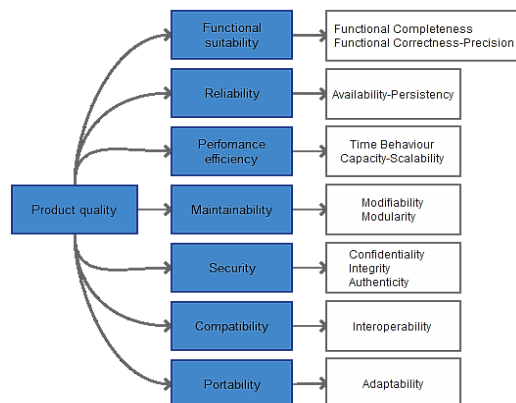 Functional
suitability
Functional Completeness
Functional Correctness-Precision
Reliability
Availability-Persistency
Perfomance
efficiency
Time Behaviour
Capacity-Scalability
Product quality
Maintainability
Modifiability
Modularity
Security
Confidentiality
Integrity
Authenticity
Compatibility
Interoperability
Portability
Adaptability